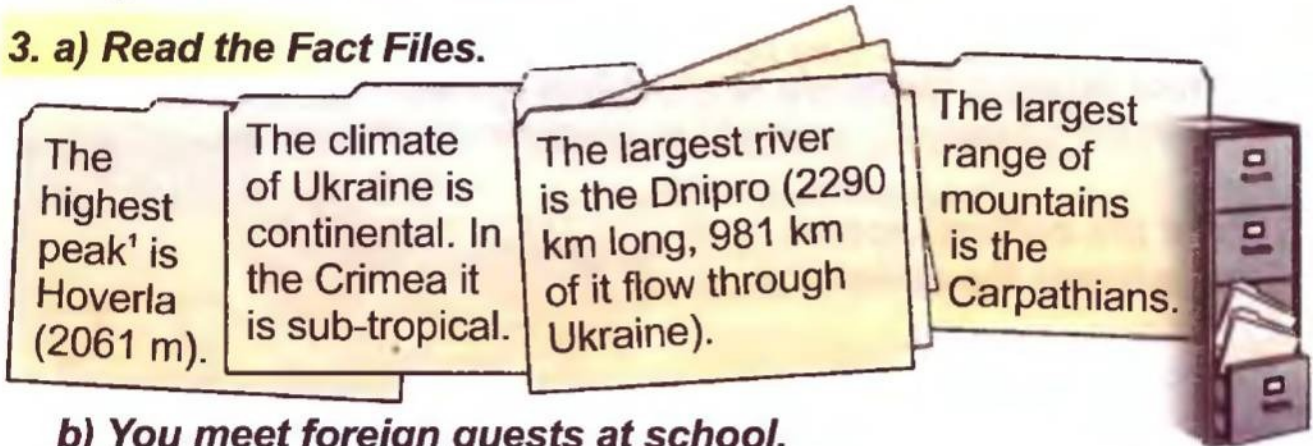 3. a) Read the Fact Files.
The
highest
peak¹ is
Hoverla
(2061 m).
The climate
of Ukraine is
continental. In
the Crimea it
is sub-tropical.
The largest river
is the Dnipro (2290
km long, 981 km
of it flow through
Ukraine).
The largest
range of
mountains
is the
Carpathians.
b) You meet foreign guests at school.